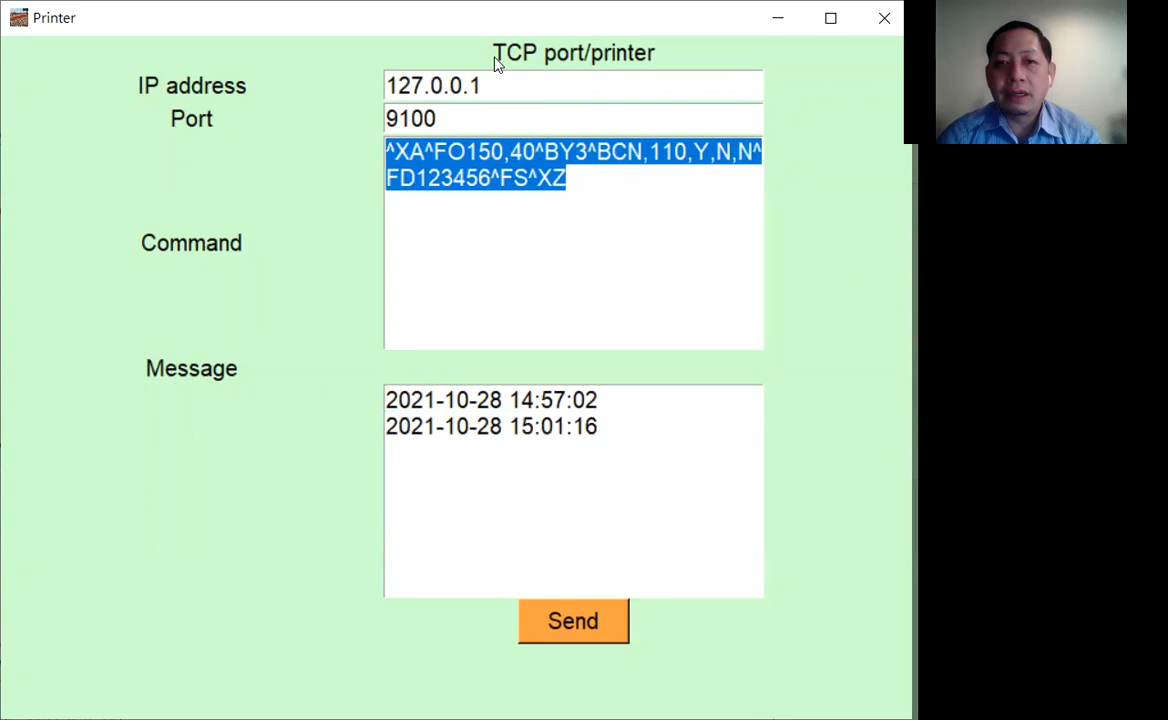 Printer
TCP port/printer
IP address
127.0.0.1
Port
9100
^XA^FO150,40^BY3^BCN,110,Y,N,N^
FD123456^FS^XZ
Command
Message
2021-10-28 14:57:02
2021-10-28 15:01:16
Send